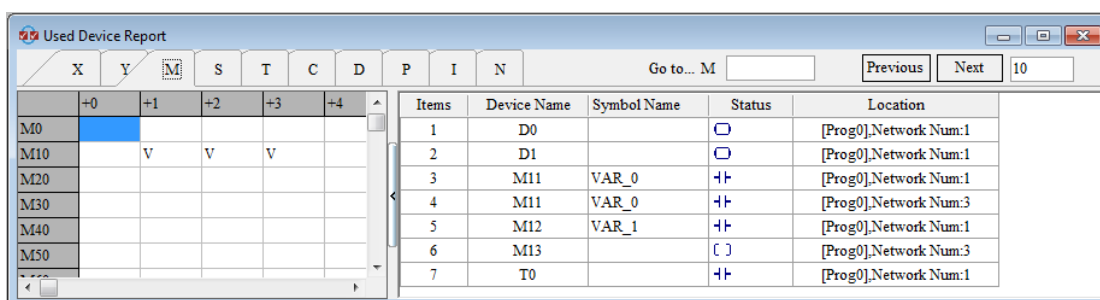 Used Device Report
X Y M S T C D P I N Go to... M Previous Next 10
+0 +1 +2 +3 +4
M0
M10 V V V
M20
M30
M40
M50
Items Device Name Symbol Name Status Location
1 D0 [Prog0],Network Num:1
2 D1 [Prog0],Network Num:1
3 M11 VAR_0 [Prog0],Network Num:1
4 M11 VAR_0 [Prog0],Network Num:3
5 M12 VAR_1 [Prog0],Network Num:1
6 M13 [Prog0],Network Num:3
7 T0 [Prog0],Network Num:1